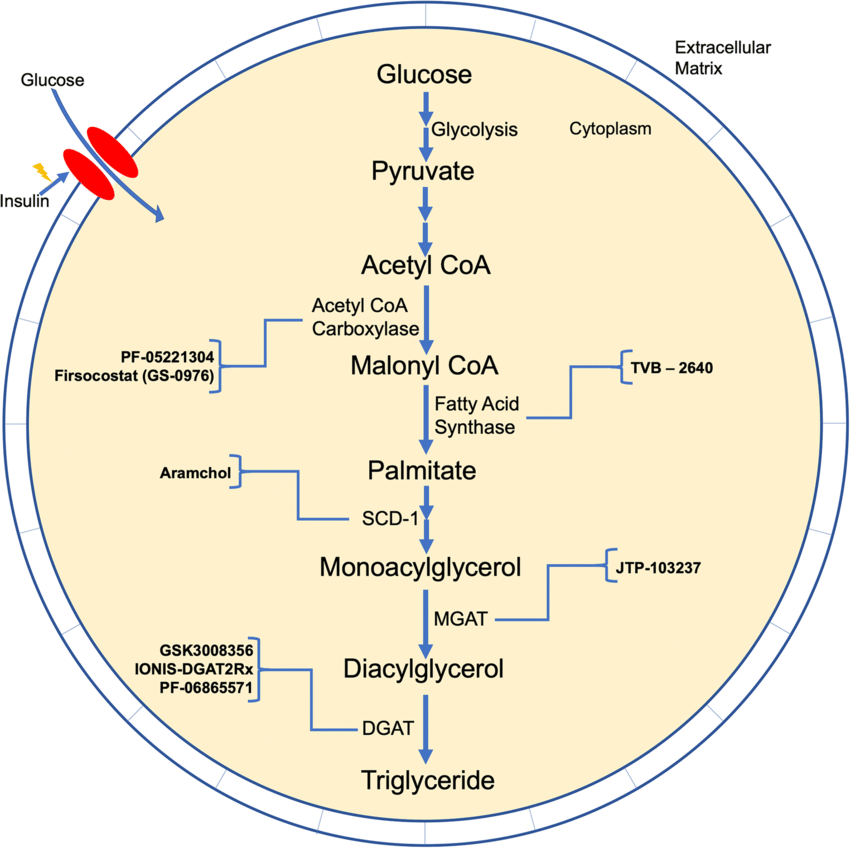 Extracellular
Matrix
Glucose
Glucose
Glycolysis
Cytoplasm
Pyruvate
Insulin
Acetyl CoA
Acetyl CoA
Carboxylase
PF-05221304
Firsocostat (GS-0976)
Malonyl CoA
TVB – 2640
Fatty Acid
Synthase
Palmitate
Aramchol
SCD-1
Monoacylglycerol
JTP-103237
MGAT
GSK3008356
IONIS-DGAT2Rx
PF-06865571
Diacylglycerol
DGAT
Triglyceride